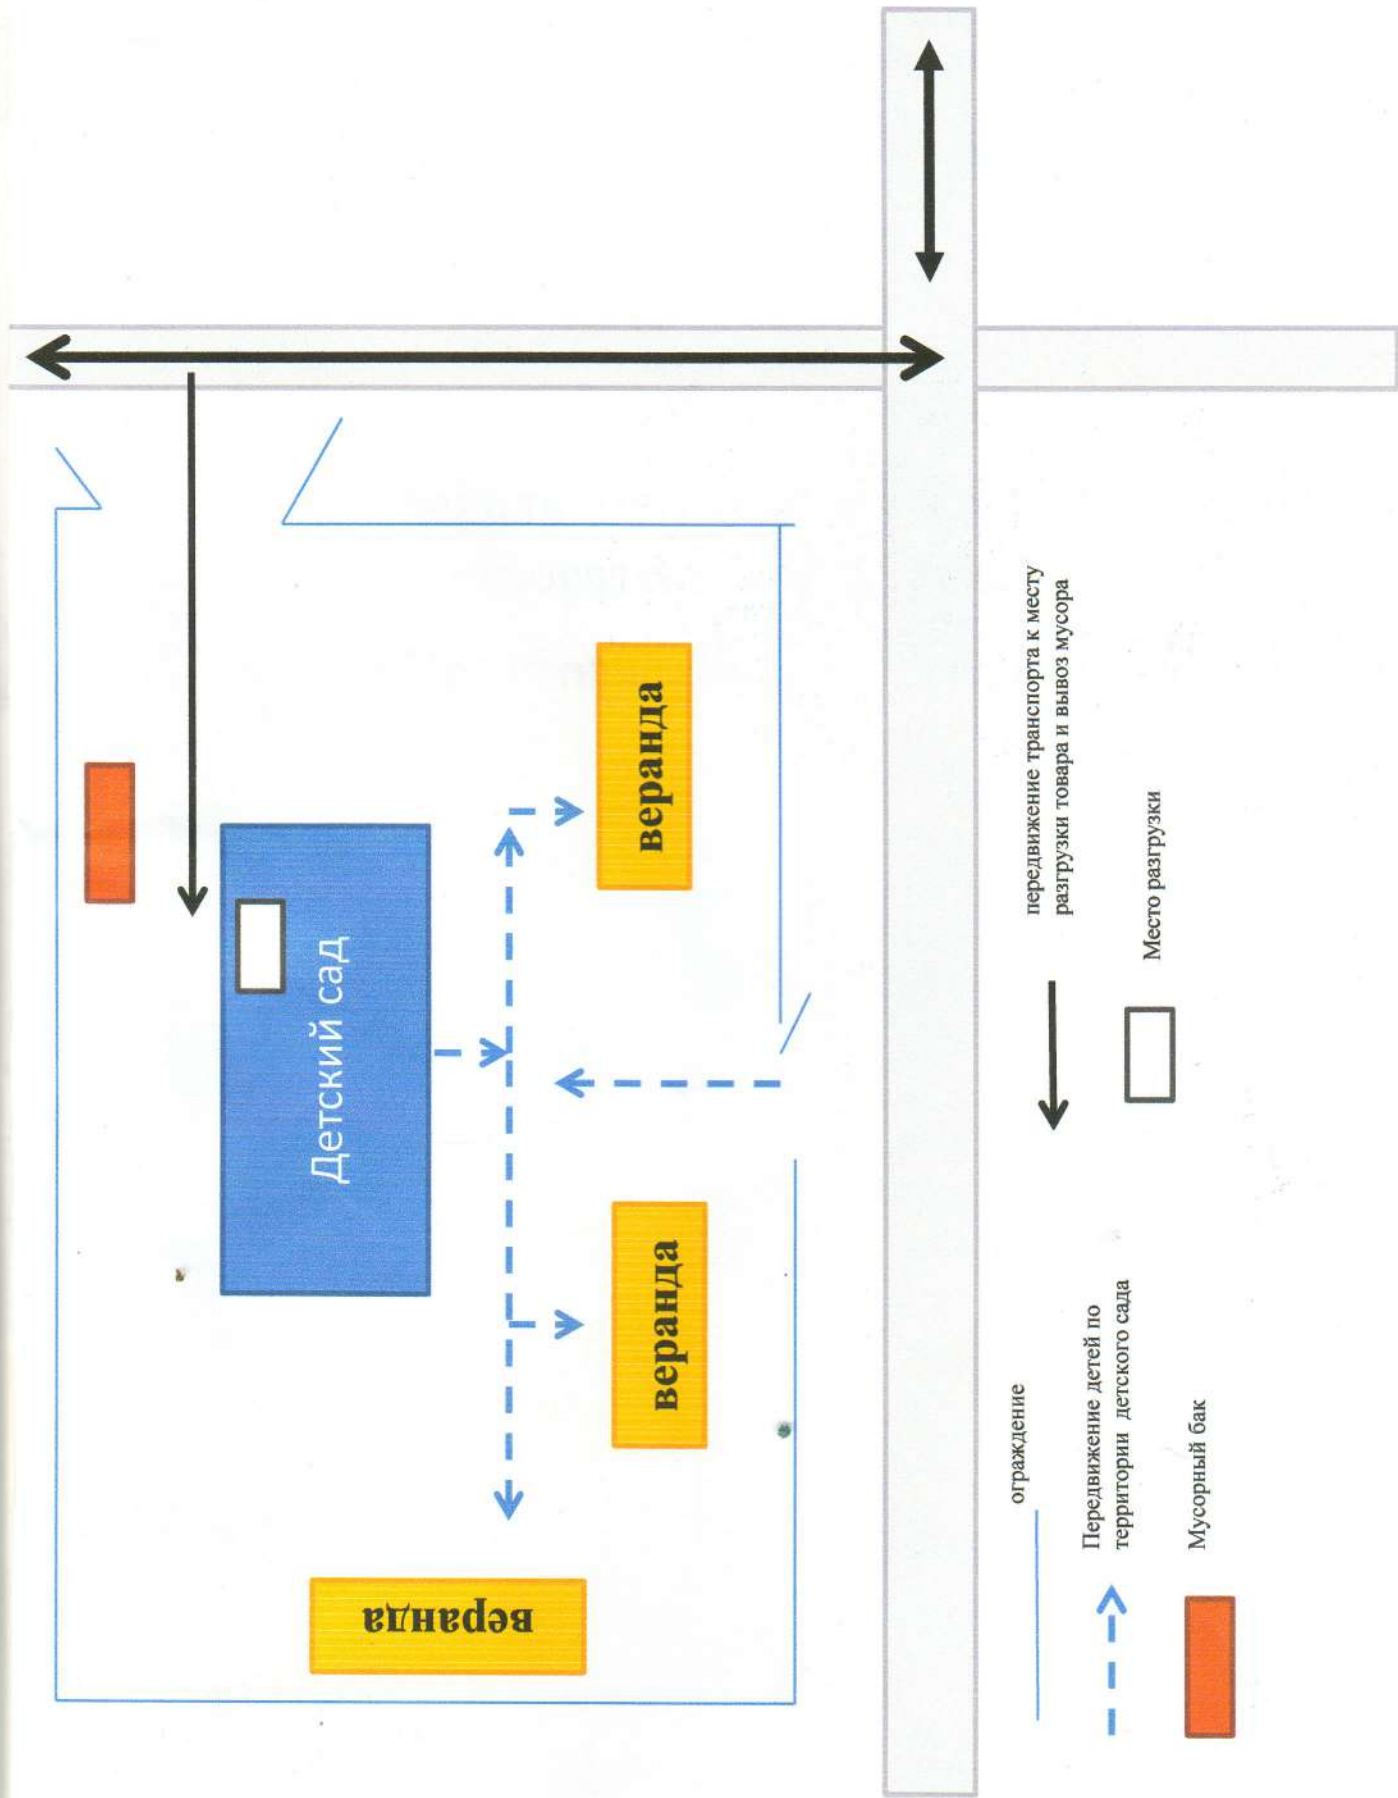 Детский сад
веранда
веранда
веранда
ограждение
Передвижение детей по
территории детского сада
Мусорный бак
передвижение транспорта к месту
разгрузки товара и вывоз мусора
Место разгрузки